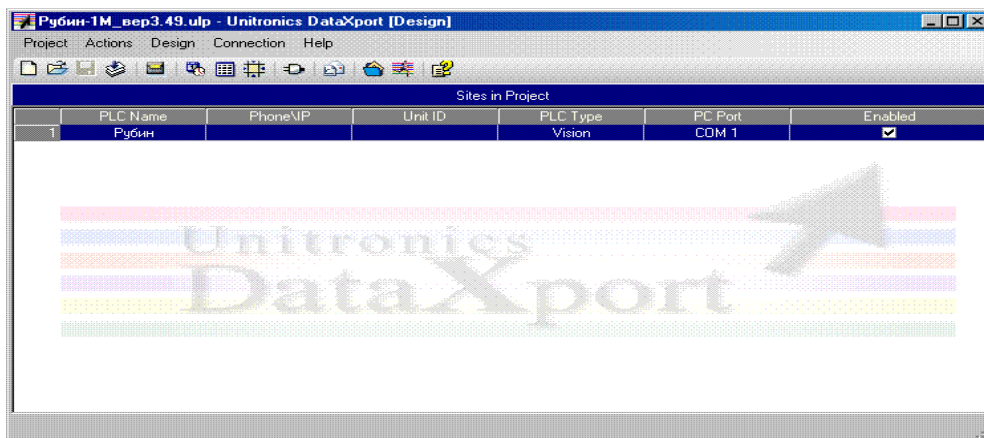 Рубин-1М_вер3.49.ulp - Unitronics DataXport [Design]
Project Actions Design Connection Help
Sites in Project
PLC Name Phone\IP Unit ID PLC Type PC Port Enabled
1 Рубин Vision COM 1
Unitronics
DataXport